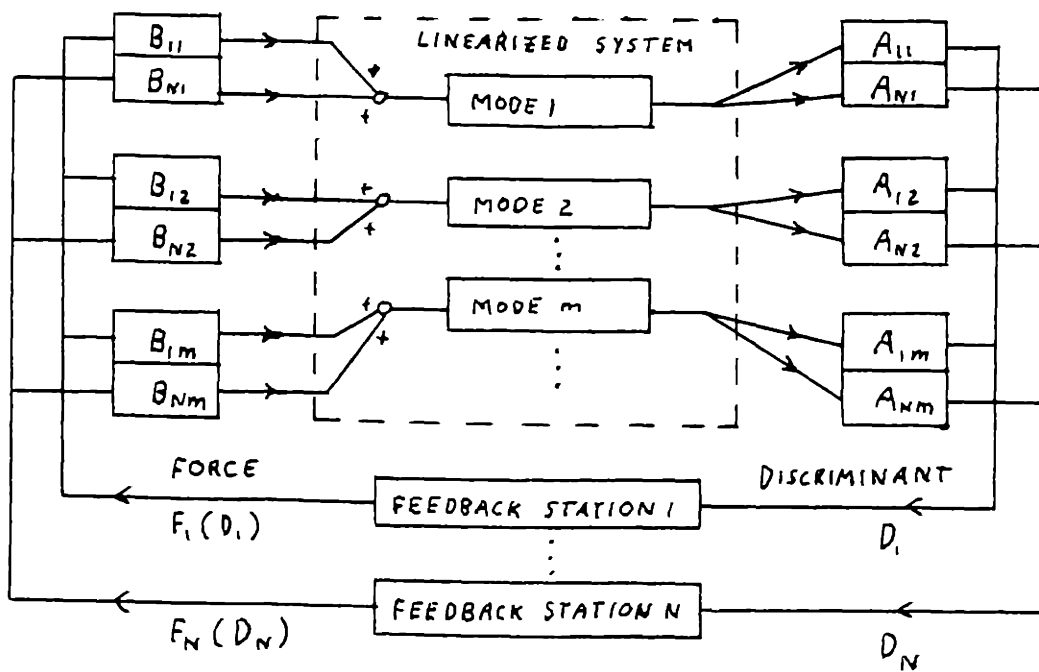 B11
LINEARIZED SYSTEM
A11
BN1
+
MODE 1
AN1
+
B12
+
MODE 2
A12
BN2
+
AN2
B1m
+
MODE m
A1m
BNm
+
ANm
FORCE
DISCRIMINANT
FEEDBACK STATION 1
F1(D1)
D1
FEEDBACK STATION N
FN(DN)
DN